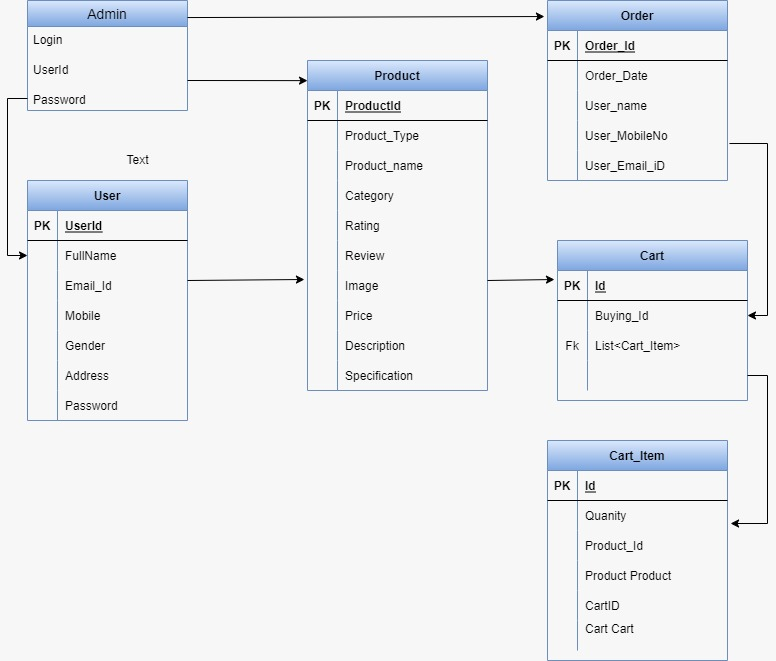 Admin
Login
UserId
Password
Text
User
PK UserId
FullName
Email_Id
Mobile
Gender
Address
Password
Product
PK ProductId
Product_Type
Product_name
Category
Rating
Review
Image
Price
Description
Specification
Order
PK Order_Id
Order_Date
User_name
User_MobileNo
User_Email_iD
Cart
PK Id
Buying_Id
Fk List<Cart_Item>
Cart_Item
PK Id
Quanity
Product_Id
Product Product
CartID
Cart Cart